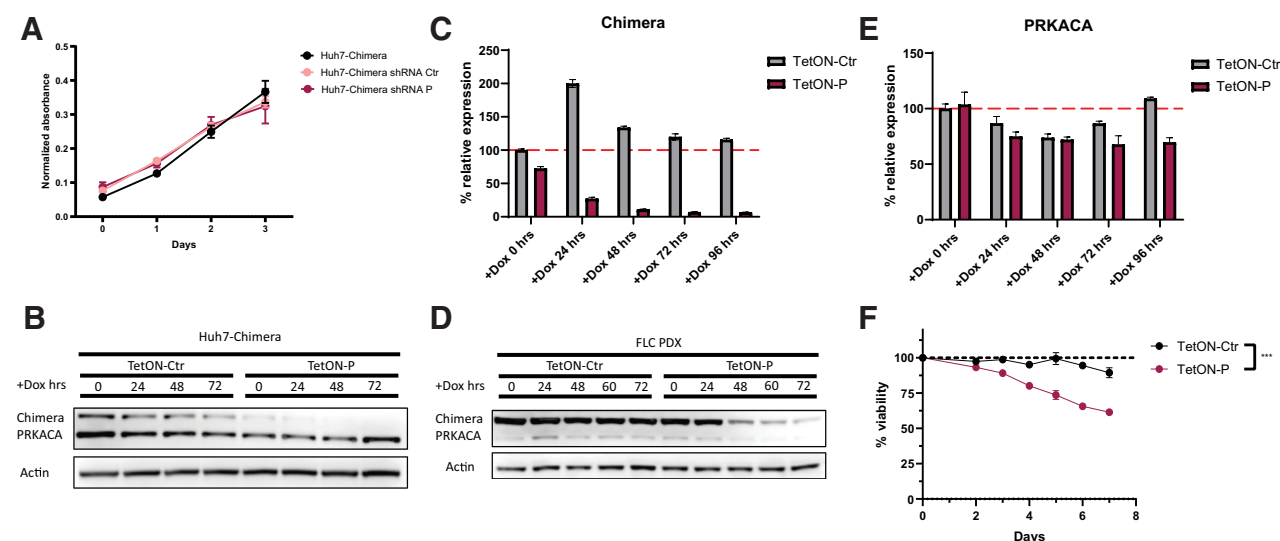 A
0.5
0.4
0.3
0.2
0.1
0.0
Normalized absorbance
0 1 2 3
Days
Huh7-Chimera
Huh7-Chimera shRNA Ctr
Huh7-Chimera shRNA P
C
Chimera
250
200
150
100
50
0
% relative expression
+Dox 0 hrs
+Dox 24 hrs
+Dox 48 hrs
+Dox 72 hrs
+Dox 96 hrs
TetON-Ctr
TetON-P
E
PRKACA
150
100
50
0
% relative expression
+Dox 0 hrs
+Dox 24 hrs
+Dox 48 hrs
+Dox 72 hrs
+Dox 96 hrs
TetON-Ctr
TetON-P
B
Huh7-Chimera
TetON-Ctr TetON-P
+Dox hrs 0 24 48 72 0 24 48 72
Chimera
PRKACA
Actin
D
FLC PDX
TetON-Ctr TetON-P
+Dox hrs 0 24 48 60 72 0 24 48 60 72
Chimera
PRKACA
Actin
F
100
75
50
25
0
% viability
0 2 4 6 8
Days
TetON-Ctr
TetON-P
***